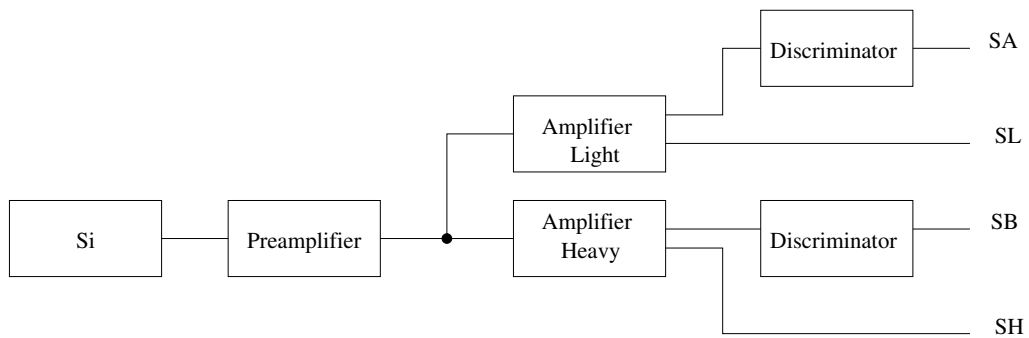 SA
Discriminator
Amplifier
Light
SL
Si
Preamplifier
Amplifier
Heavy
Discriminator
SB
SH